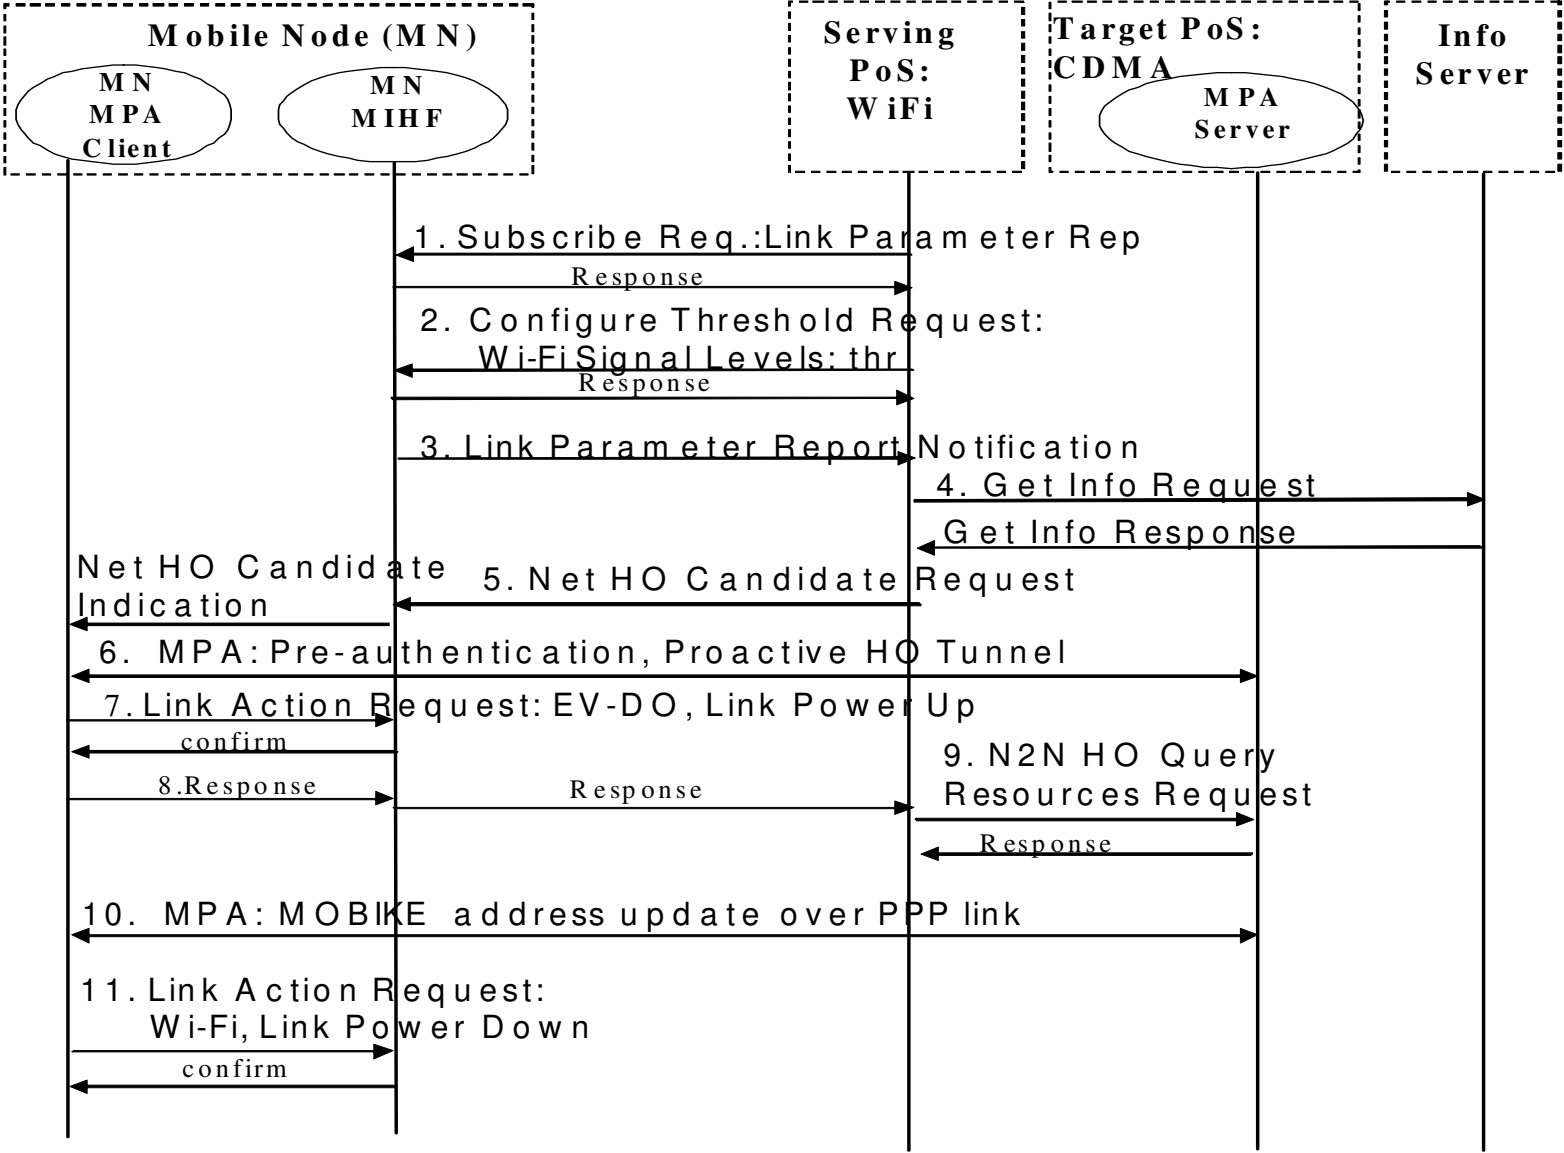 Mobile Node (MN)
MN
MPA
Client
MN
MIHF
Serving
PoS:
WiFi
Target PoS:
CDMA
MPA
Server
Info
Server
1. Subscribe Req.:Link Parameter Rep
Response
2. Configure Threshold Request:
Wi-Fi Signal Levels: thr
Response
3. Link Parameter Report Notification
4. Get Info Request
Get Info Response
Net HO Candidate
Indication
5. Net HO Candidate Request
6. MPA: Pre-authentication, Proactive HO Tunnel
7. Link Action Request: EV-DO, Link Power Up
confirm
8.Response
Response
9. N2N HO Query
Resources Request
Response
10. MPA: MOBIKE address update over PPP link
11. Link Action Request:
Wi-Fi, Link Power Down
confirm